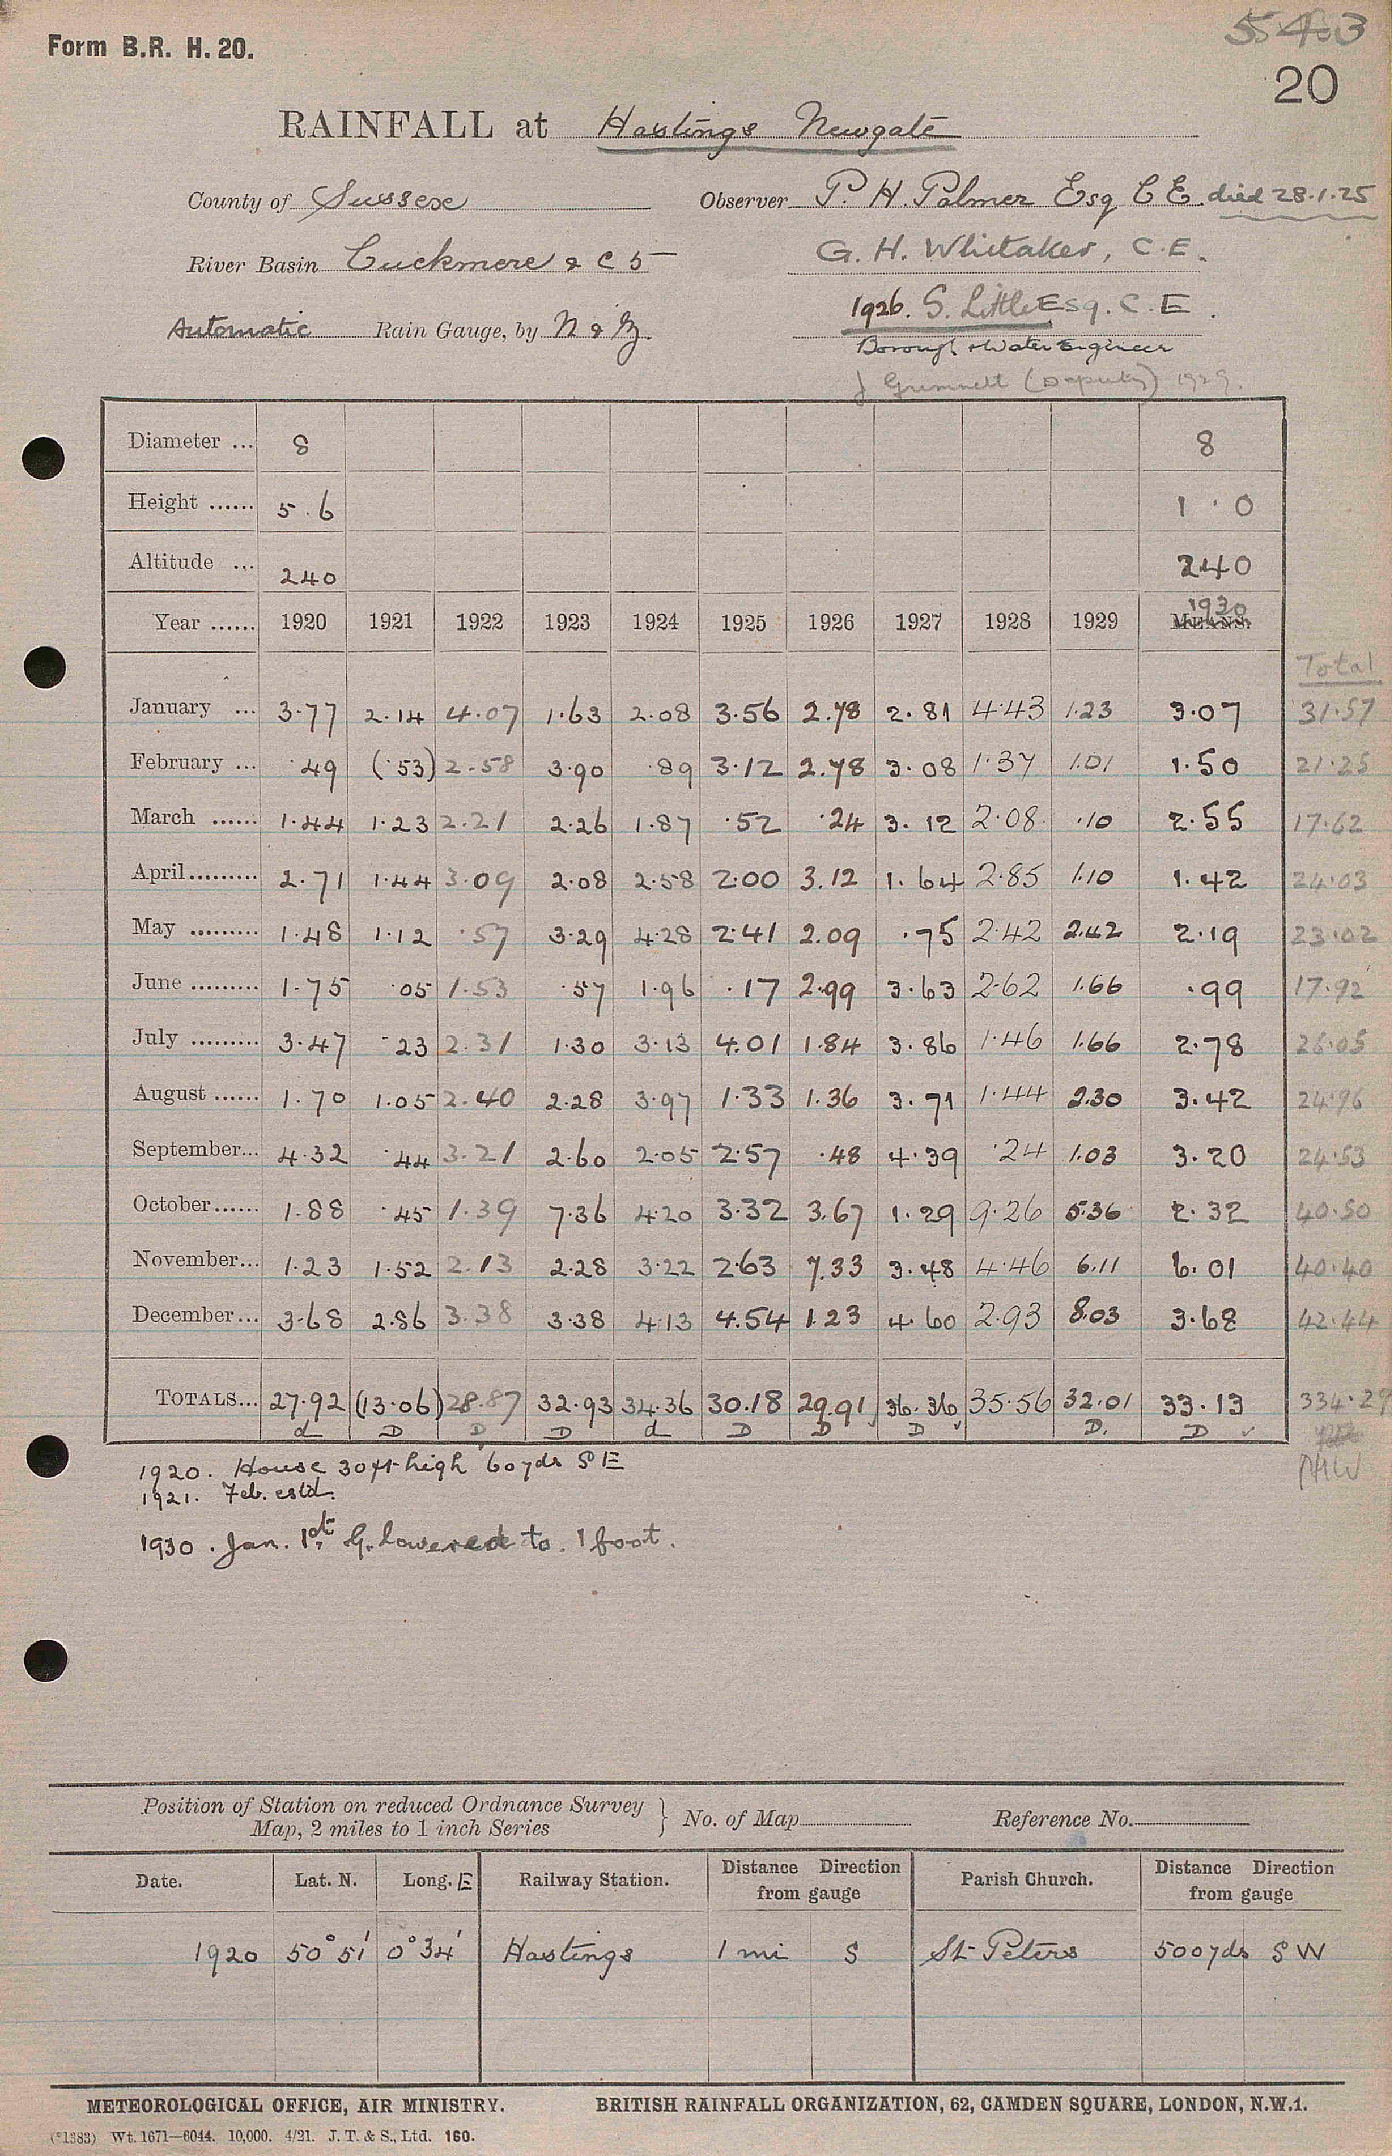 Form B.R. H. 20.
5403
20
RAINFALL at Hastings Newgate
County of Sussex Observer P. H. Palmer Esq C E died 28.1.25
River Basin Cuckmere & C 5 G. H. Whitaker, C.E.
Automatic Rain Gauge, by N & Z 1926. S. Little Esq. C.E.
Borough & Water Engineer
J Grimnett (Deputy) 1929.
Diameter ... 8 8
Height ...... 5.6 1.0
Altitude ... 240 240
Year ...... 1920 1921 1922 1923 1924 1925 1926 1927 1928 1929 MEANS. 1930
Total
January ... 3.77 2.14 4.07 1.63 2.08 3.56 2.78 2.81 4.43 1.23 3.07 31.57
February ... .49 (.53) 2.58 3.90 .89 3.12 2.78 3.08 1.37 1.01 1.50 21.25
March ...... 1.44 1.23 2.21 2.26 1.87 .52 .24 3.12 2.08 .10 2.55 17.62
April......... 2.71 1.44 3.09 2.08 2.58 2.00 3.12 1.64 2.85 1.10 1.42 24.03
May ......... 1.48 1.12 .57 3.29 4.28 2.41 2.09 .75 2.42 2.42 2.19 23.02
June ......... 1.75 .05 1.53 .57 1.96 .17 2.99 3.63 2.62 1.66 .99 17.92
July ......... 3.47 .23 2.31 1.30 3.13 4.01 1.84 3.86 1.46 1.66 2.78 26.05
August ...... 1.70 1.05 2.40 2.28 3.97 1.33 1.36 3.71 1.44 2.30 3.42 24.96
September... 4.32 .44 3.21 2.60 2.05 2.57 .48 4.39 .24 1.03 3.20 24.53
October...... 1.88 .45 1.39 7.36 4.20 3.32 3.67 1.29 9.26 5.36 2.32 40.50
November... 1.23 1.52 2.13 2.28 3.22 2.63 7.33 3.48 4.46 6.11 6.01 40.40
December... 3.68 2.86 3.38 3.38 4.13 4.54 1.23 4.60 2.93 8.03 3.68 42.44
TOTALS... 27.92 (13.06) 28.87 32.93 34.36 30.18 29.91 36.36 35.56 32.01 33.13 334.29
d D D D d D D D D. D
1920. House 30ft high 60yds S E
1921. Feb. estd.
1930. Jan. 1st, G. lowered to 1 foot.
Position of Station on reduced Ordnance Survey
Map, 2 miles to 1 inch Series } No. of Map Reference No.
Date. Lat. N. Long. E Railway Station. Distance Direction from gauge Parish Church. Distance Direction from gauge
1920 50° 51' 0° 34' Hastings 1 mi S St Peters 500yds S W
METEOROLOGICAL OFFICE, AIR MINISTRY. BRITISH RAINFALL ORGANIZATION, 62, CAMDEN SQUARE, LONDON, N.W.1.
(*1383) Wt. 1671—6044. 10,000. 4/21. J. T. & S., Ltd. 160.